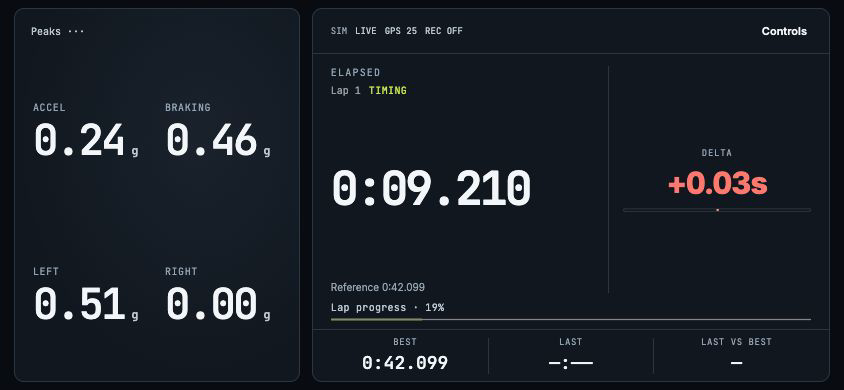 Peaks ···
ACCEL BRAKING
0.24 g 0.46 g
LEFT RIGHT
0.51 g 0.00 g
SIM LIVE GPS 25 REC OFF Controls
ELAPSED
Lap 1 TIMING
0:09.210
DELTA
+0.03s
Reference 0:42.099
Lap progress · 19%
BEST LAST LAST VS BEST
0:42.099 —:—— —